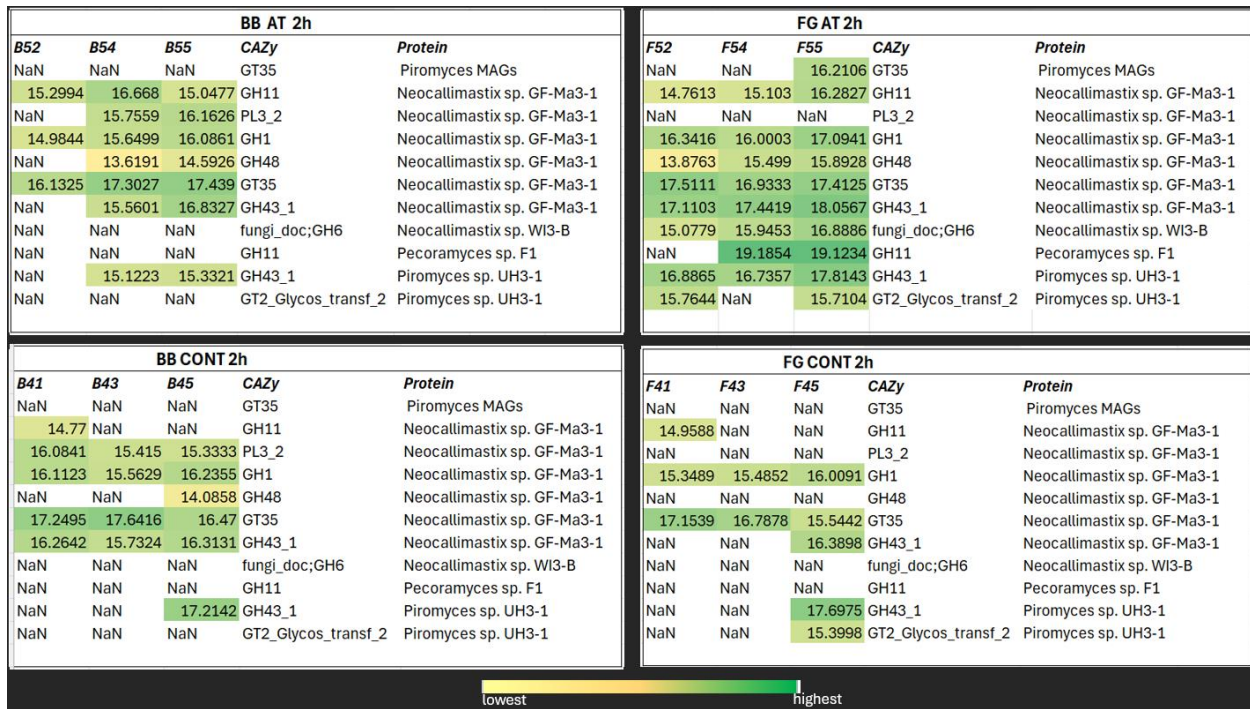 BB AT 2h
B52 B54 B55 CAZy Protein
NaN NaN NaN GT35 Piromyces MAGs
15.2994 16.668 15.0477 GH11 Neocallimastix sp. GF-Ma3-1
NaN 15.7559 16.1626 PL3_2 Neocallimastix sp. GF-Ma3-1
14.9844 15.6499 16.0861 GH1 Neocallimastix sp. GF-Ma3-1
NaN 13.6191 14.5926 GH48 Neocallimastix sp. GF-Ma3-1
16.1325 17.3027 17.439 GT35 Neocallimastix sp. GF-Ma3-1
NaN 15.5601 16.8327 GH43_1 Neocallimastix sp. GF-Ma3-1
NaN NaN NaN fungi_doc;GH6 Neocallimastix sp. WI3-B
NaN NaN NaN GH11 Pecoramyces sp. F1
NaN 15.1223 15.3321 GH43_1 Piromyces sp. UH3-1
NaN NaN NaN GT2_Glycos_transf_2 Piromyces sp. UH3-1
FG AT 2h
F52 F54 F55 CAZy Protein
NaN NaN 16.2106 GT35 Piromyces MAGs
14.7613 15.103 16.2827 GH11 Neocallimastix sp. GF-Ma3-1
NaN NaN NaN PL3_2 Neocallimastix sp. GF-Ma3-1
16.3416 16.0003 17.0941 GH1 Neocallimastix sp. GF-Ma3-1
13.8763 15.499 15.8928 GH48 Neocallimastix sp. GF-Ma3-1
17.5111 16.9333 17.4125 GT35 Neocallimastix sp. GF-Ma3-1
17.1103 17.4419 18.0567 GH43_1 Neocallimastix sp. GF-Ma3-1
15.0779 15.9453 16.8886 fungi_doc;GH6 Neocallimastix sp. WI3-B
NaN 19.1854 19.1234 GH11 Pecoramyces sp. F1
16.8865 16.7357 17.8143 GH43_1 Piromyces sp. UH3-1
15.7644 NaN 15.7104 GT2_Glycos_transf_2 Piromyces sp. UH3-1
BB CONT 2h
B41 B43 B45 CAZy Protein
NaN NaN NaN GT35 Piromyces MAGs
14.77 NaN NaN GH11 Neocallimastix sp. GF-Ma3-1
16.0841 15.415 15.3333 PL3_2 Neocallimastix sp. GF-Ma3-1
16.1123 15.5629 16.2355 GH1 Neocallimastix sp. GF-Ma3-1
NaN NaN 14.0858 GH48 Neocallimastix sp. GF-Ma3-1
17.2495 17.6416 16.47 GT35 Neocallimastix sp. GF-Ma3-1
16.2642 15.7324 16.3131 GH43_1 Neocallimastix sp. GF-Ma3-1
NaN NaN NaN fungi_doc;GH6 Neocallimastix sp. WI3-B
NaN NaN NaN GH11 Pecoramyces sp. F1
NaN NaN 17.2142 GH43_1 Piromyces sp. UH3-1
NaN NaN NaN GT2_Glycos_transf_2 Piromyces sp. UH3-1
FG CONT 2h
F41 F43 F45 CAZy Protein
NaN NaN NaN GT35 Piromyces MAGs
14.9588 NaN NaN GH11 Neocallimastix sp. GF-Ma3-1
NaN NaN NaN PL3_2 Neocallimastix sp. GF-Ma3-1
15.3489 15.4852 16.0091 GH1 Neocallimastix sp. GF-Ma3-1
NaN NaN NaN GH48 Neocallimastix sp. GF-Ma3-1
17.1539 16.7878 15.5442 GT35 Neocallimastix sp. GF-Ma3-1
NaN NaN 16.3898 GH43_1 Neocallimastix sp. GF-Ma3-1
NaN NaN NaN fungi_doc;GH6 Neocallimastix sp. WI3-B
NaN NaN NaN GH11 Pecoramyces sp. F1
NaN NaN 17.6975 GH43_1 Piromyces sp. UH3-1
NaN NaN 15.3998 GT2_Glycos_transf_2 Piromyces sp. UH3-1
lowest highest